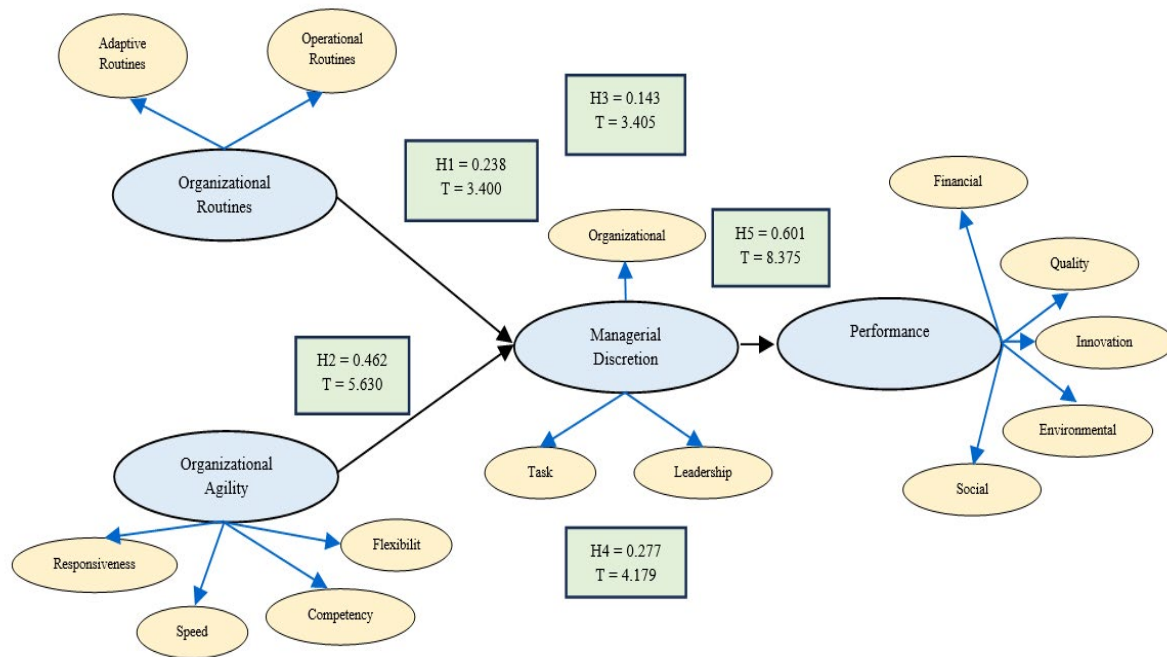 Adaptive
Routines
Operational
Routines
H3 = 0.143
T = 3.405
H1 = 0.238
T = 3.400
Organizational
Routines
Financial
Organizational
H5 = 0.601
T = 8.375
Quality
Managerial
Discretion
Performance
Innovation
H2 = 0.462
T = 5.630
Environmental
Organizational
Agility
Task
Leadership
Social
Flexibilit
Responsiveness
H4 = 0.277
T = 4.179
Competency
Speed